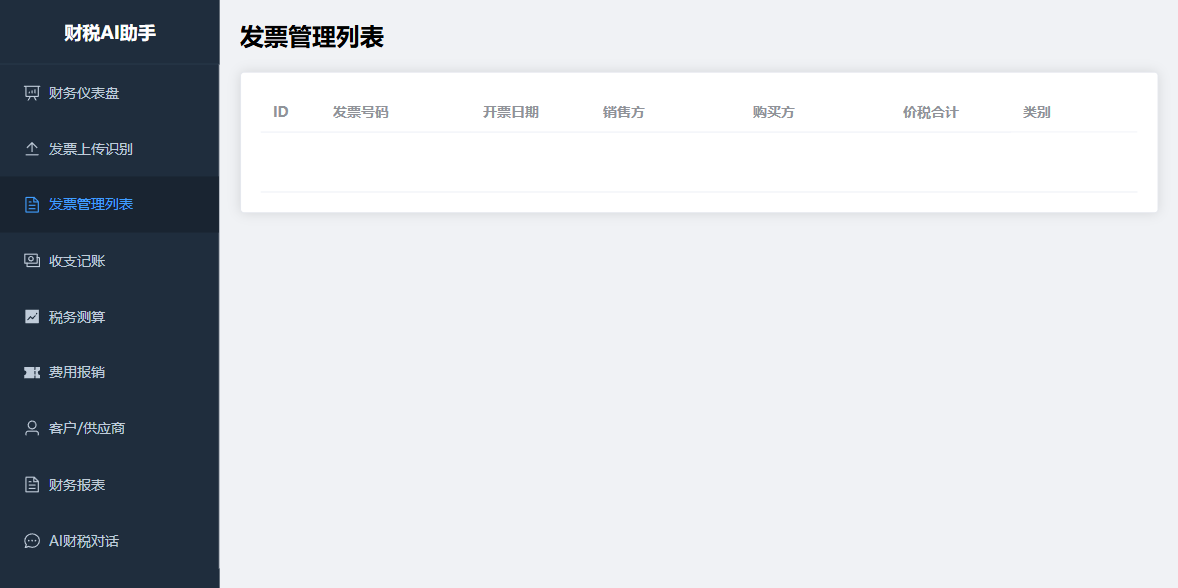 财税AI助手
财务仪表盘
发票上传识别
发票管理列表
收支记账
税务测算
费用报销
客户/供应商
财务报表
AI财税对话
发票管理列表
ID 发票号码 开票日期 销售方 购买方 价税合计 类别